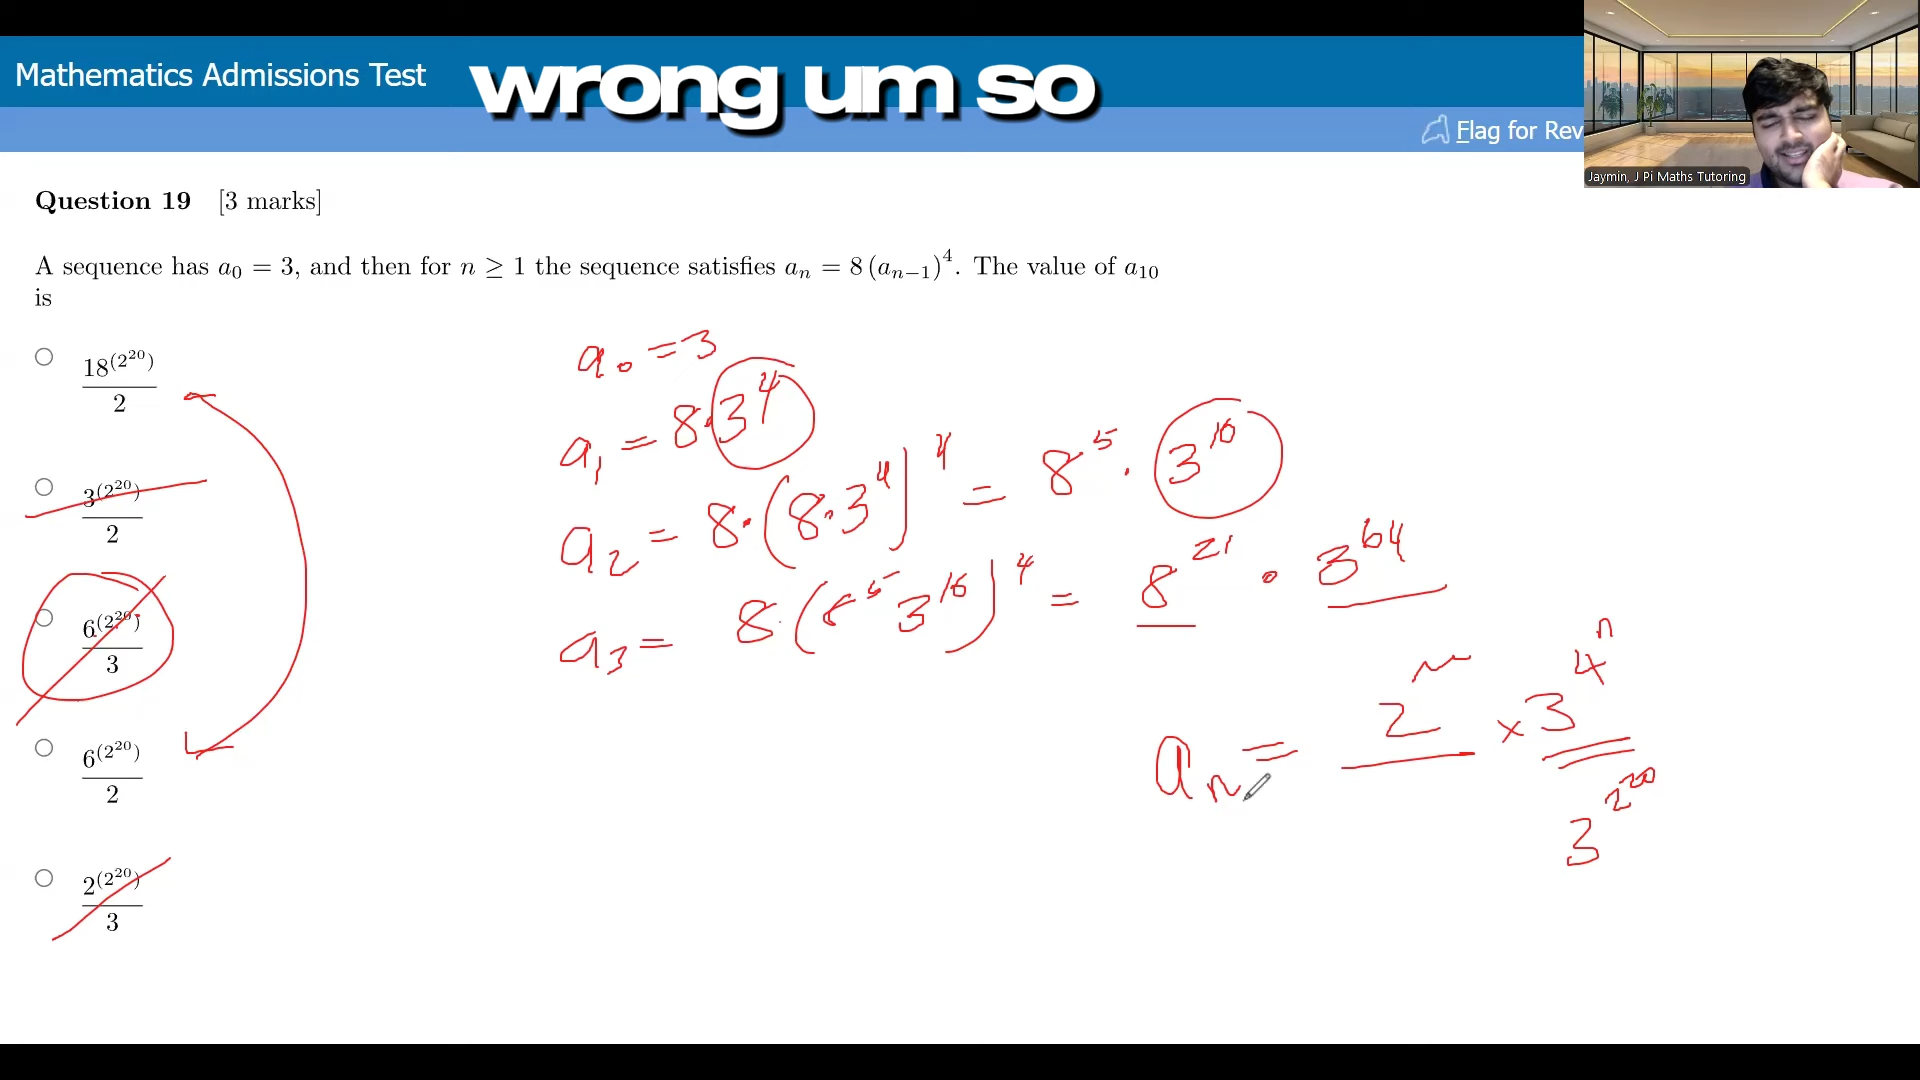 Mathematics Admissions Test
wrong um so
Flag for Rev
Jaymin, J Pi Maths Tutoring
Question 19 [3 marks]
A sequence has a₀ = 3, and then for n ≥ 1 the sequence satisfies aₙ = 8 (aₙ₋₁)⁴. The value of a₁₀
is
18^(2^20)/2
3^(2^20)/2
6^(2^20)/3
6^(2^20)/2
2^(2^20)/3
a₀ = 3
a₁ = 8·3⁴
a₂ = 8·(8·3⁴)⁴ = 8⁵ · 3¹⁶
a₃ = 8·(8⁵ 3¹⁶)⁴ = 8²¹ · 3⁶⁴
aₙ = 2 × 3^4^n
3^2^20